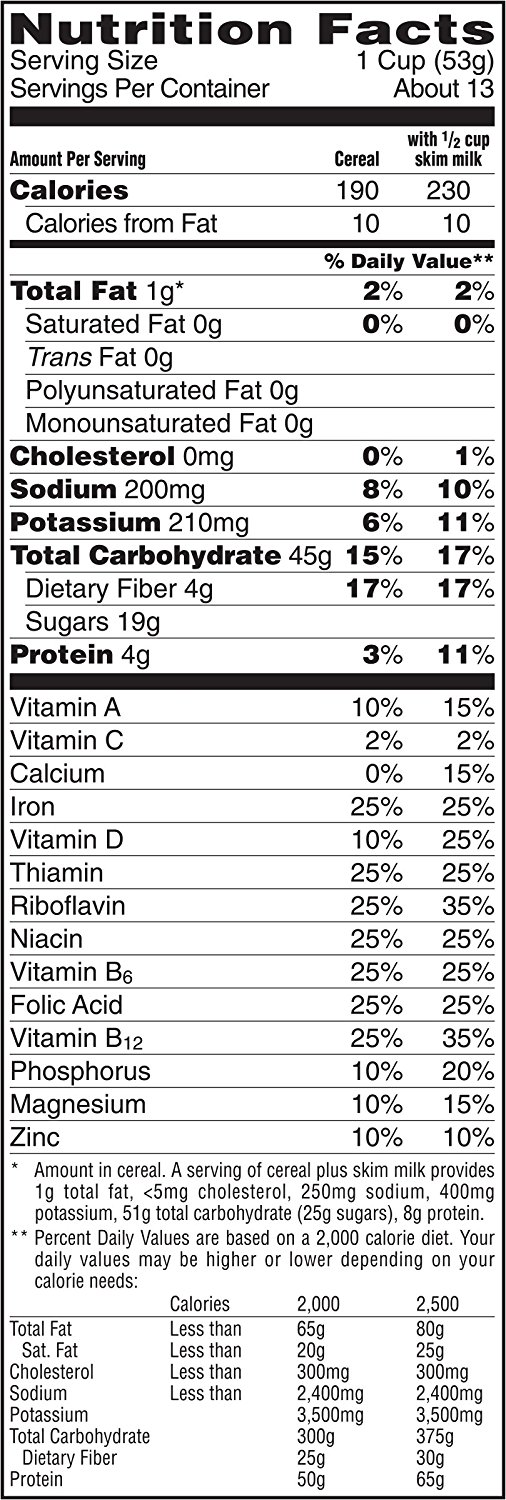 Nutrition Facts
Serving Size 1 Cup (53g)
Servings Per Container About 13
Amount Per Serving Cereal with 1/2 cup skim milk
Calories 190 230
Calories from Fat 10 10
% Daily Value**
Total Fat 1g* 2% 2%
Saturated Fat 0g 0% 0%
Trans Fat 0g
Polyunsaturated Fat 0g
Monounsaturated Fat 0g
Cholesterol 0mg 0% 1%
Sodium 200mg 8% 10%
Potassium 210mg 6% 11%
Total Carbohydrate 45g 15% 17%
Dietary Fiber 4g 17% 17%
Sugars 19g
Protein 4g 3% 11%
Vitamin A 10% 15%
Vitamin C 2% 2%
Calcium 0% 15%
Iron 25% 25%
Vitamin D 10% 25%
Thiamin 25% 25%
Riboflavin 25% 35%
Niacin 25% 25%
Vitamin B6 25% 25%
Folic Acid 25% 25%
Vitamin B12 25% 35%
Phosphorus 10% 20%
Magnesium 10% 15%
Zinc 10% 10%
* Amount in cereal. A serving of cereal plus skim milk provides
1g total fat, <5mg cholesterol, 250mg sodium, 400mg
potassium, 51g total carbohydrate (25g sugars), 8g protein.
** Percent Daily Values are based on a 2,000 calorie diet. Your
daily values may be higher or lower depending on your
calorie needs:
Calories 2,000 2,500
Total Fat Less than 65g 80g
Sat. Fat Less than 20g 25g
Cholesterol Less than 300mg 300mg
Sodium Less than 2,400mg 2,400mg
Potassium 3,500mg 3,500mg
Total Carbohydrate 300g 375g
Dietary Fiber 25g 30g
Protein 50g 65g